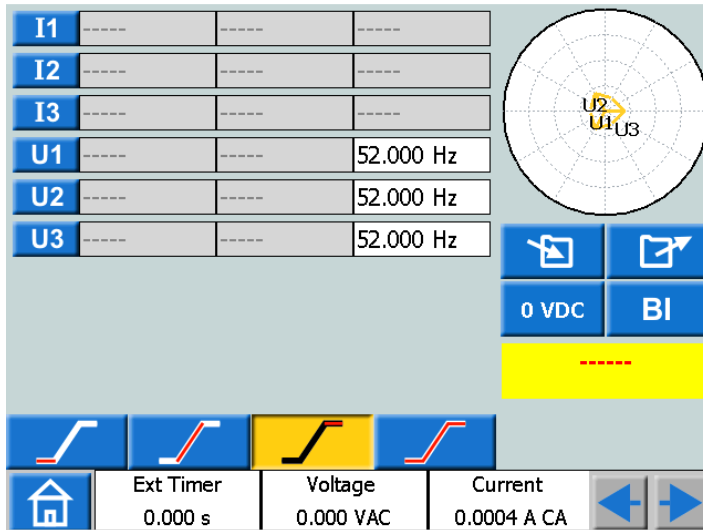 I1 ----- ----- -----
I2 ----- ----- -----
I3 ----- ----- -----
U1 ----- ----- 52.000 Hz
U2 ----- ----- 52.000 Hz
U3 ----- ----- 52.000 Hz
U2
U1 U3
0 VDC BI
------
Ext Timer Voltage Current
0.000 s 0.000 VAC 0.0004 A CA